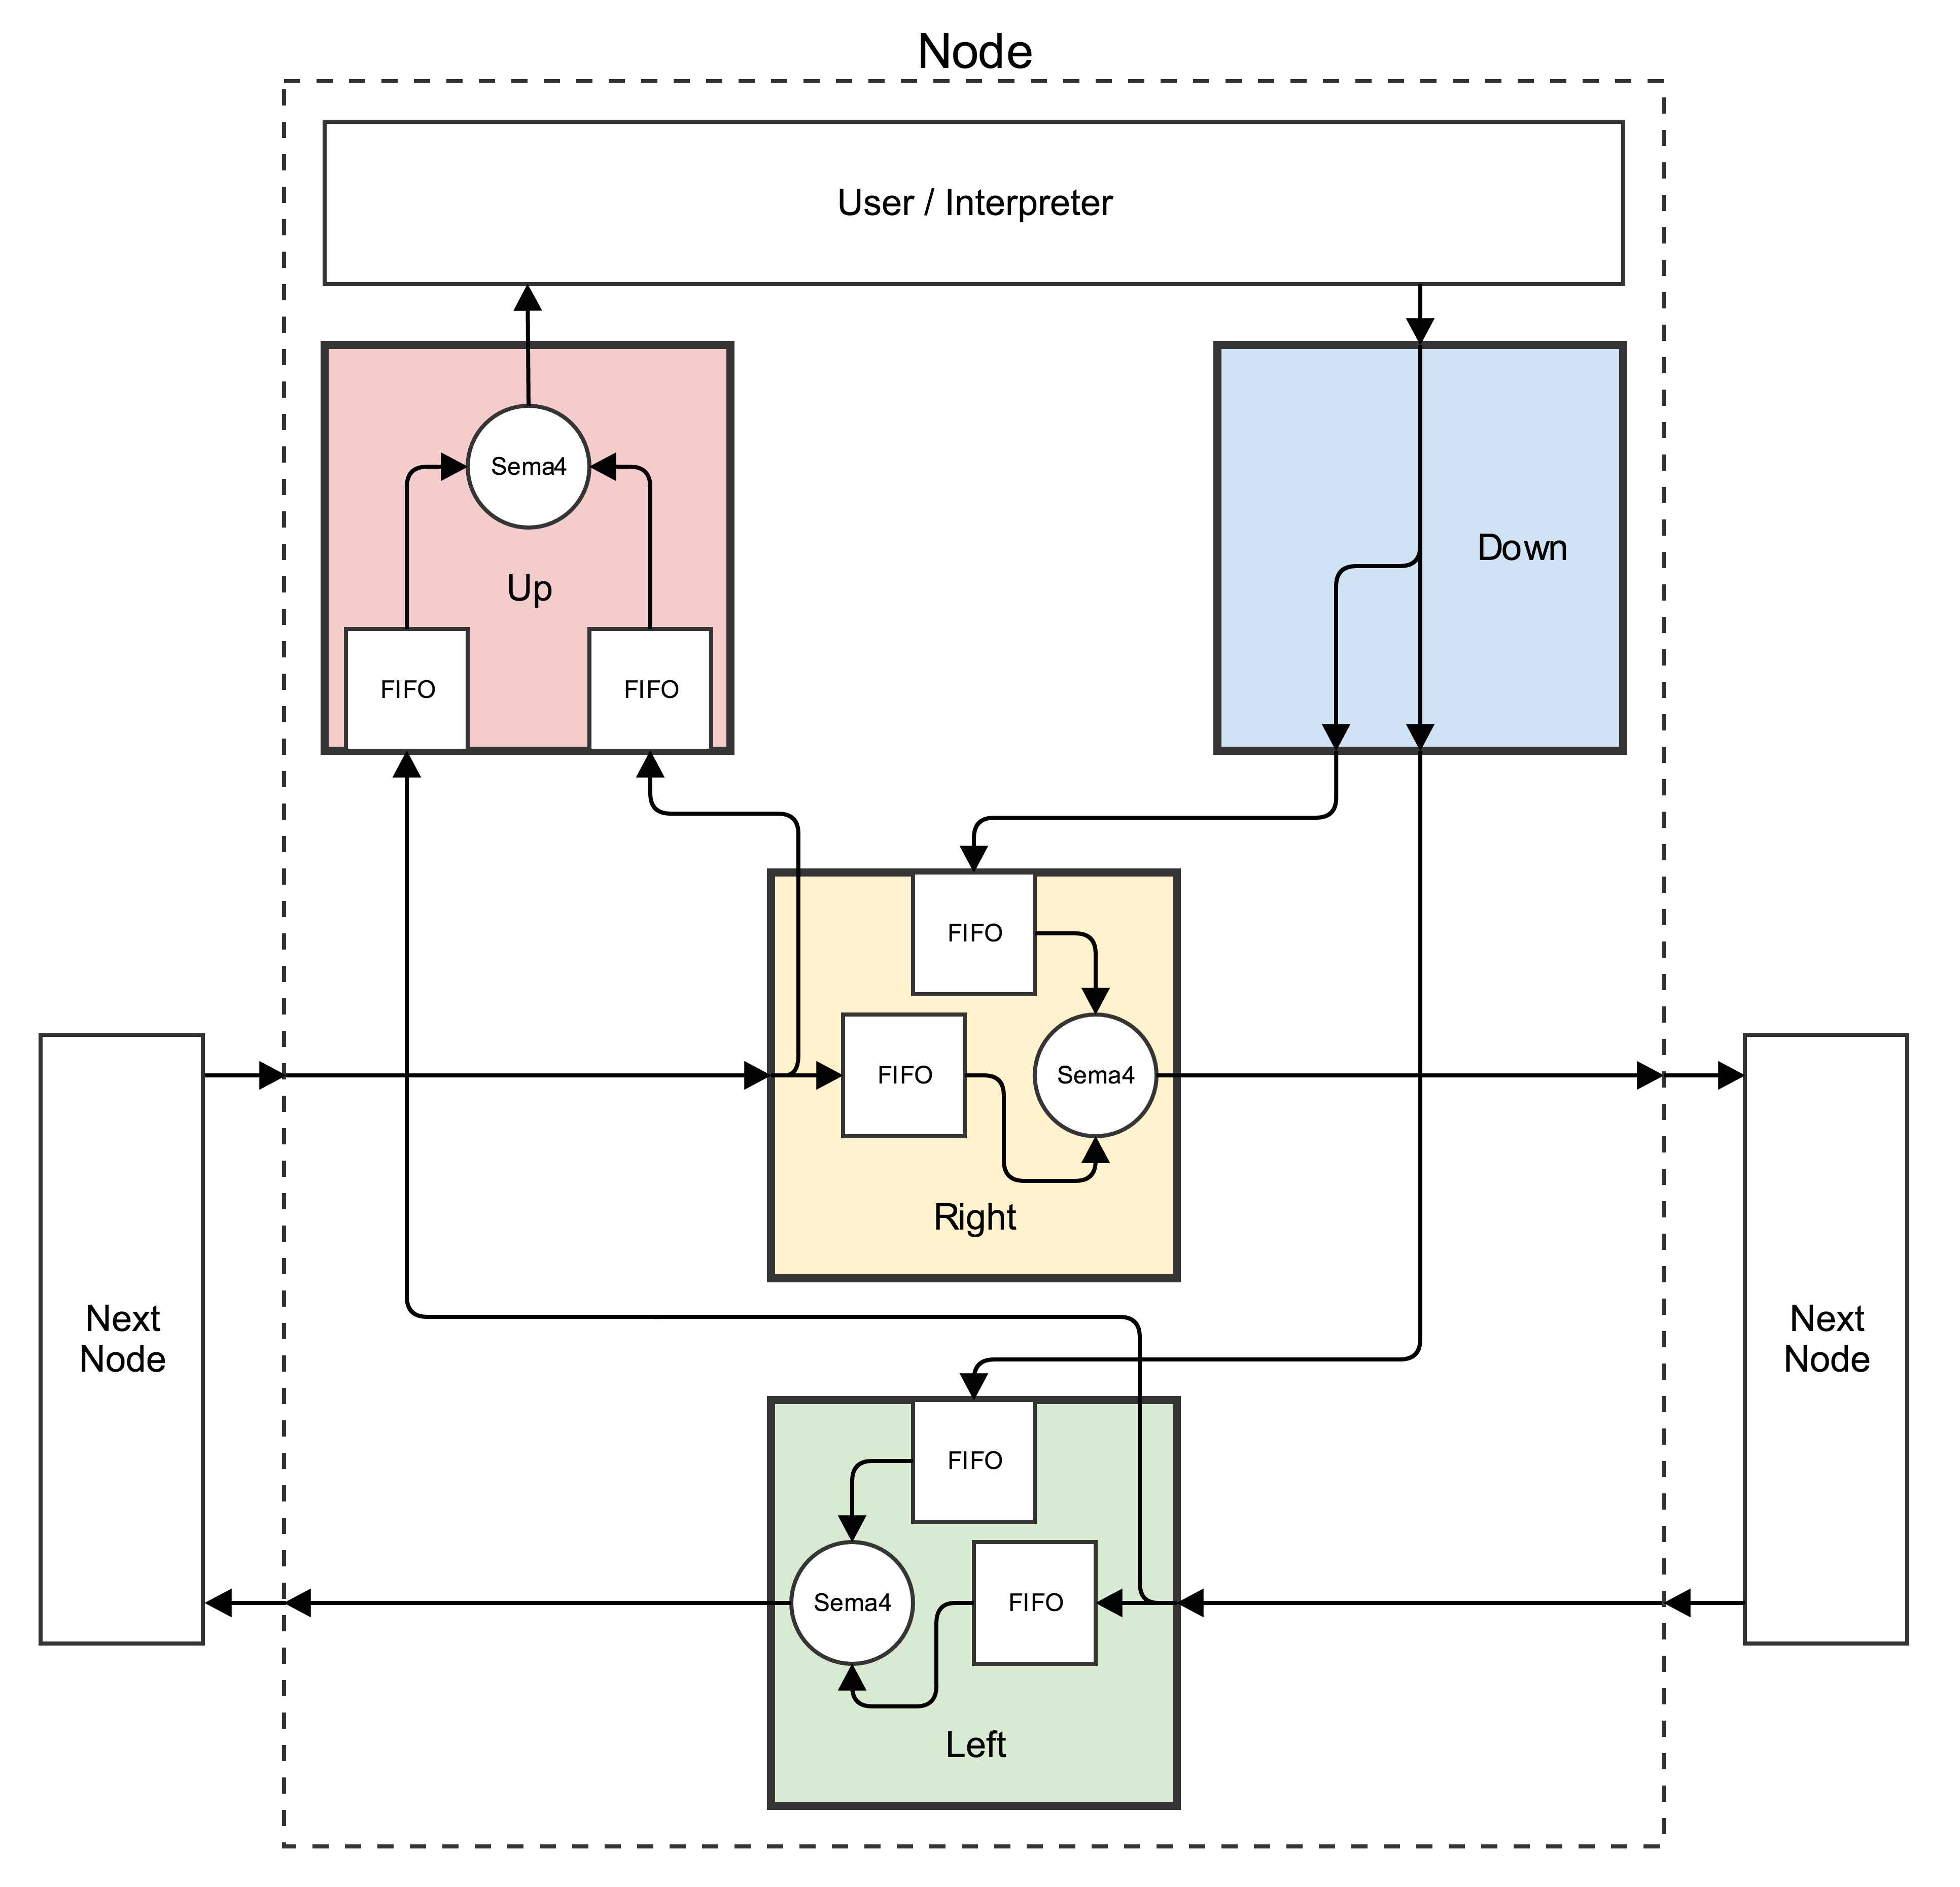 Node
User / Interpreter
Sema4
Up
FIFO
FIFO
Down
FIFO
FIFO
Sema4
Right
Next
Node
Next
Node
FIFO
Sema4
FIFO
Left